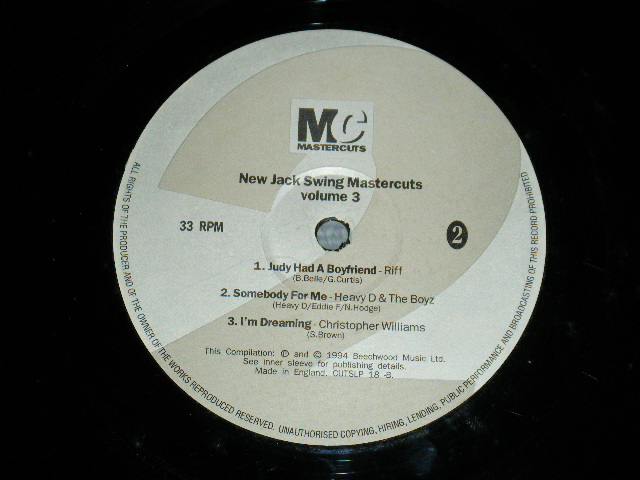 Mc
MASTERCUTS
New Jack Swing Mastercuts
volume 3
33 RPM
2
1. Judy Had A Boyfriend - Riff
(B.Belle/G.Curtis)
2. Somebody For Me - Heavy D & The Boyz
(Heavy D/Eddie F/N.Hodge)
3. I'm Dreaming - Christopher Williams
(S.Brown)
This Compilation: ℗ and © 1994 Beechwood Music Ltd.
See inner sleeve for publishing details.
Made in England. CUTSLP 18 -B.
ALL RIGHTS OF THE PRODUCER AND OF THE OWNER OF THE WORKS REPRODUCED RESERVED. UNAUTHORISED COPYING, HIRING, LENDING, PUBLIC PERFORMANCE AND BROADCASTING OF THIS RECORD PROHIBITED